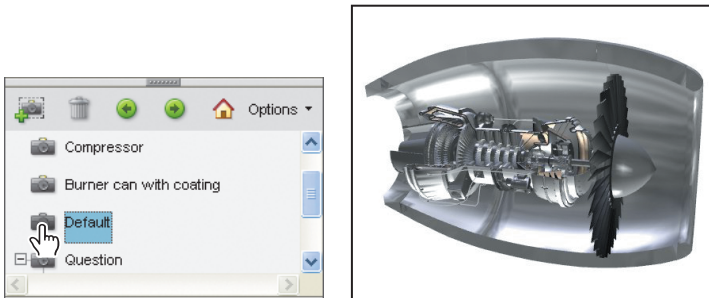 Options
Compressor
Burner can with coating
Default
Question